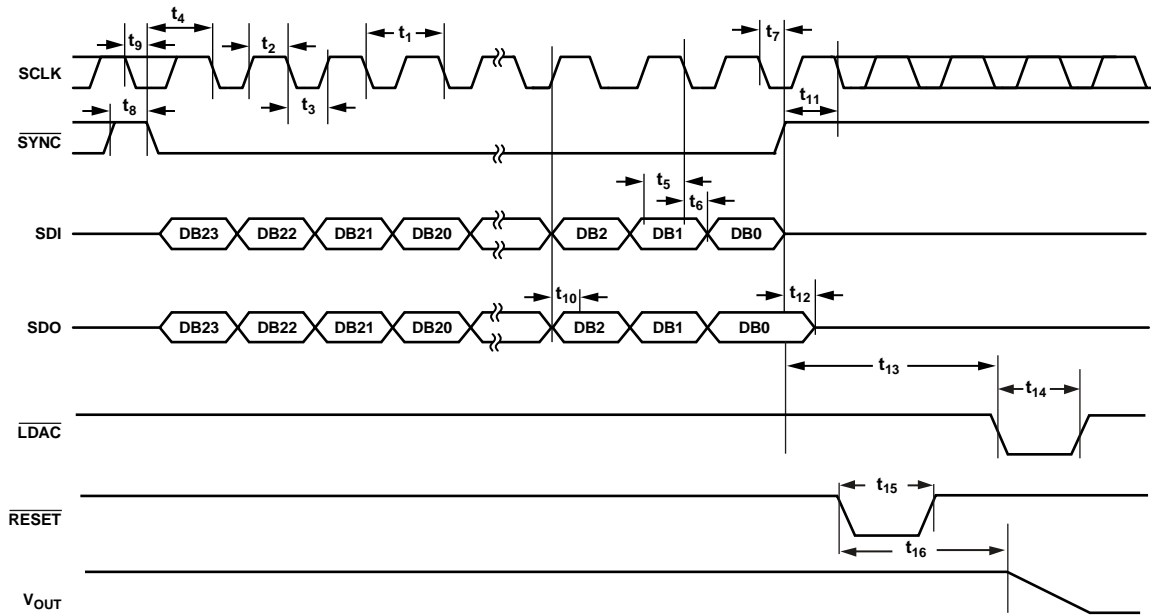 t4
t9
t2
t1
t7
SCLK
t8
t3
t11
SYNC
t5
t6
SDI
DB23
DB22
DB21
DB20
DB2
DB1
DB0
t10
t12
SDO
DB23
DB22
DB21
DB20
DB2
DB1
DB0
t13
t14
LDAC
t15
RESET
t16
VOUT